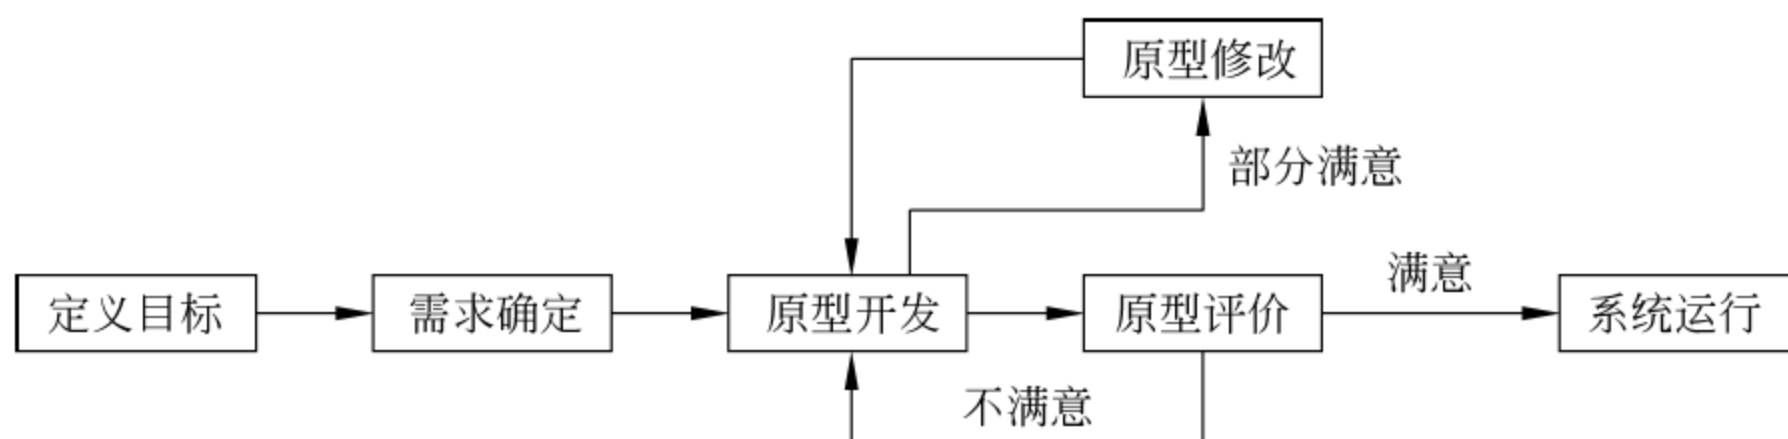 原型修改
部分满意
满意
定义目标
需求确定
原型开发
原型评价
系统运行
不满意